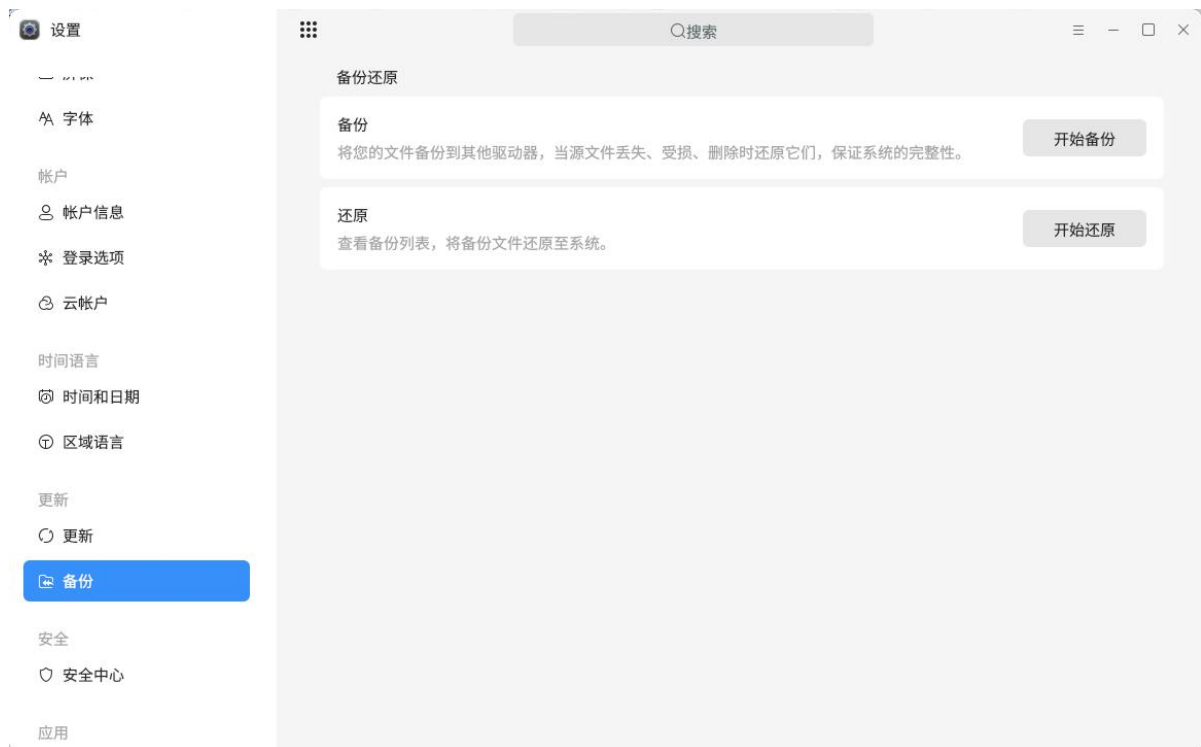 设置
搜索
字体
帐户
帐户信息
登录选项
云帐户
时间语言
时间和日期
区域语言
更新
更新
备份
安全
安全中心
应用
备份还原
备份
将您的文件备份到其他驱动器，当源文件丢失、受损、删除时还原它们，保证系统的完整性。
开始备份
还原
查看备份列表，将备份文件还原至系统。
开始还原